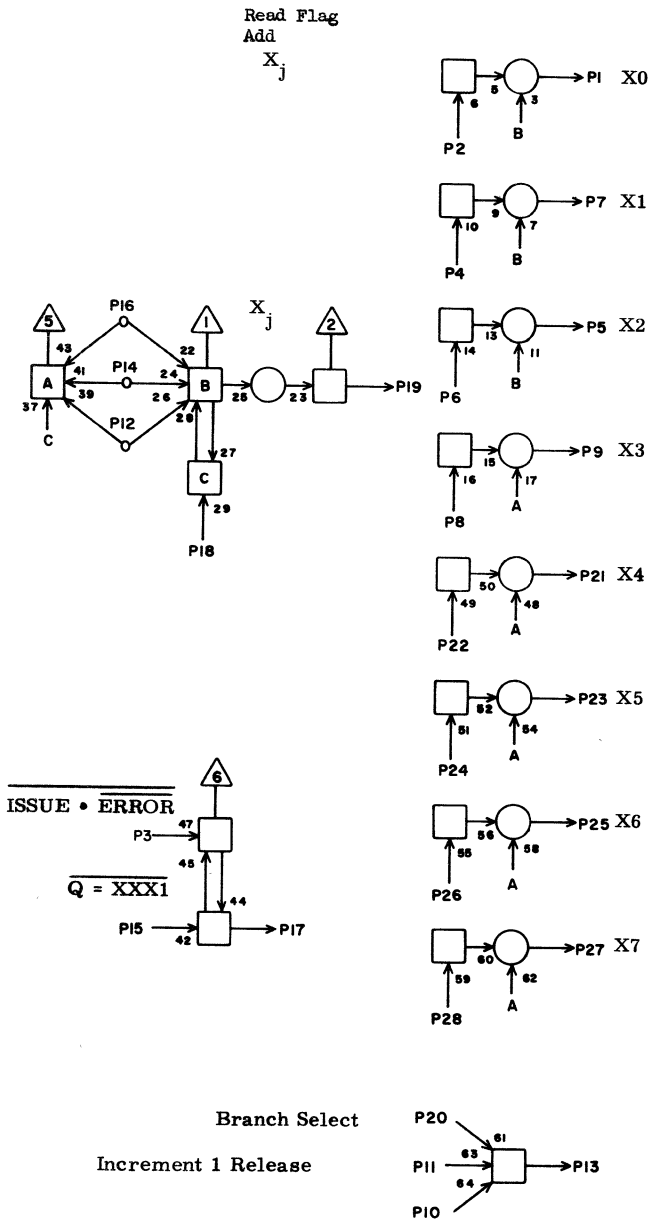 Read Flag
Add
Xj
5 P1 X0
6 3
P2 B
9 P7 X1
10 7
P4 B
5 P16 1 Xj 2
13 P5 X2
14 11
P6 B
43 22
A 41 P14 24 B 25 23 P19
37 39 26
C P12 28 27
15 P9 X3
16 17
P8 A
C
29
P18
50 P21 X4
49 48
P22 A
52 P23 X5
51 54
P24 A
6
ISSUE • ERROR
P3 47
45
56 P25 X6
55 58
P26 A
Q = XXX1
44
P15 42 P17
60 P27 X7
59 62
P28 A
Branch Select P20
61
Increment 1 Release P11 63 P13
64
P10